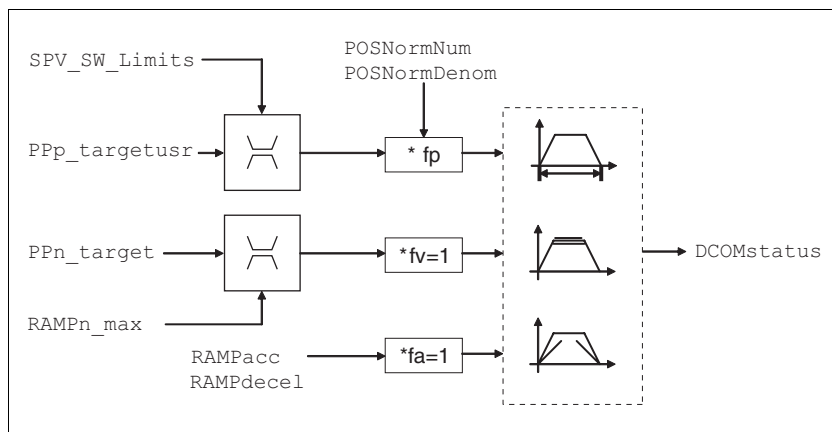 SPV_SW_Limits
POSNormNum
POSNormDenom
PPp_targetusr
* fp
PPn_target
*fv=1
DCOMstatus
RAMPn_max
RAMPacc
RAMPdecel
*fa=1